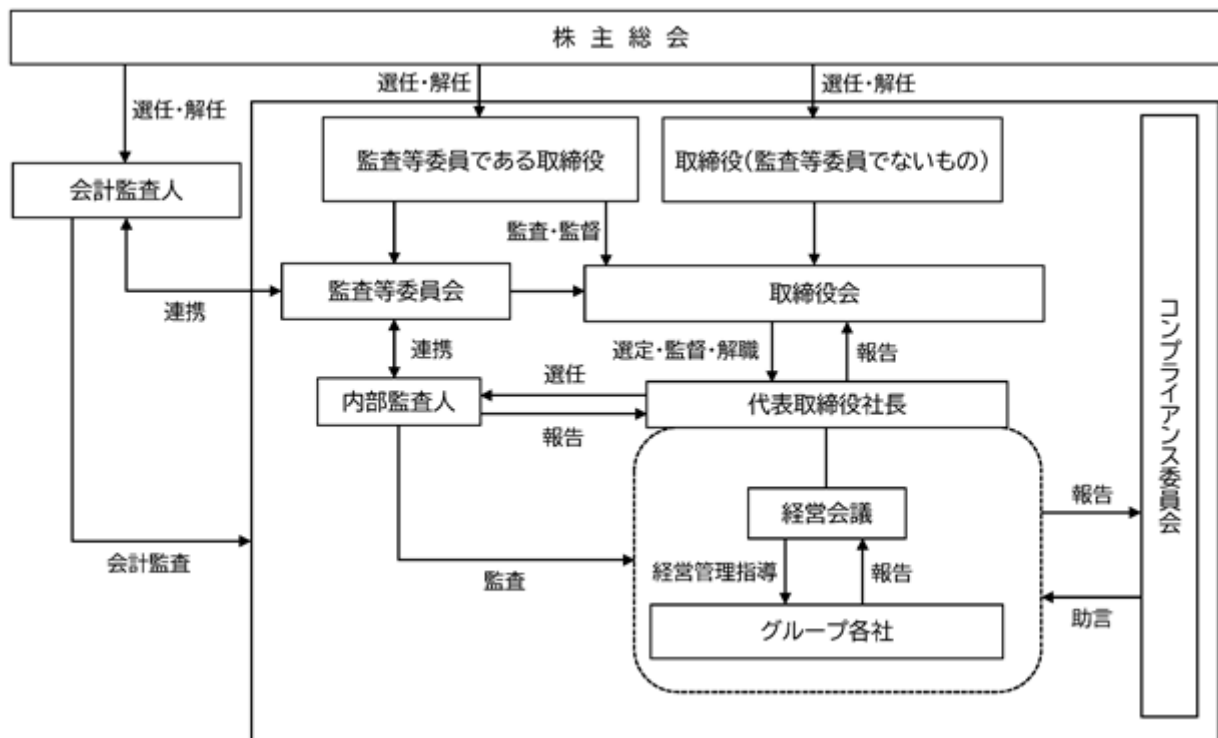 株主総会
選任・解任
選任・解任
選任・解任
監査等委員である取締役
取締役(監査等委員でないもの)
会計監査人
監査・監督
監査等委員会
取締役会
連携
連携
選定・監督・解職
報告
選任
内部監査人
代表取締役社長
報告
コンプライアンス委員会
経営会議
報告
会計監査
監査
経営管理指導
報告
助言
グループ各社